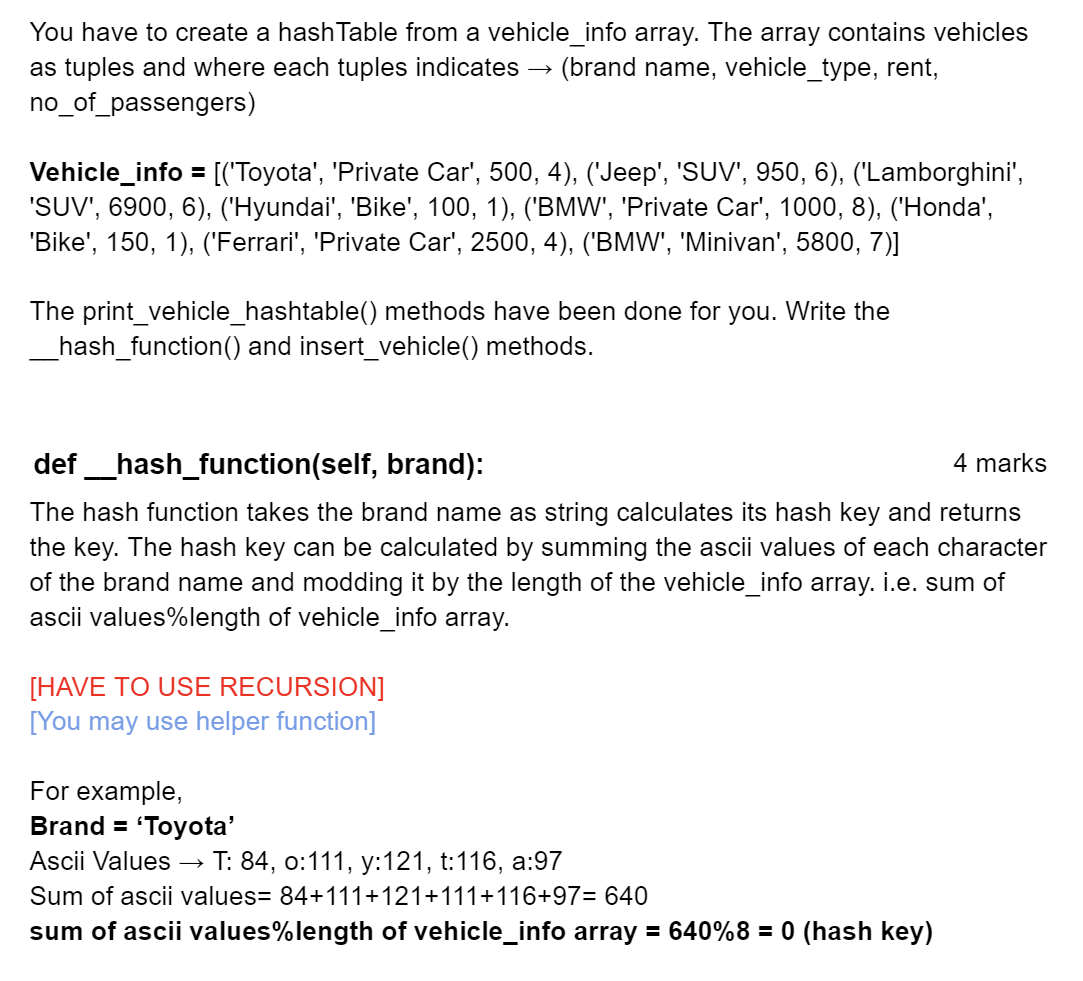 You have to create a hashTable from a vehicle_info array. The array contains vehicles
as tuples and where each tuples indicates → (brand name, vehicle_type, rent,
no_of_passengers)
Vehicle_info = [('Toyota', 'Private Car', 500, 4), ('Jeep', 'SUV', 950, 6), ('Lamborghini',
'SUV', 6900, 6), ('Hyundai', 'Bike', 100, 1), ('BMW', 'Private Car', 1000, 8), ('Honda',
'Bike', 150, 1), ('Ferrari', 'Private Car', 2500, 4), ('BMW', 'Minivan', 5800, 7)]
The print_vehicle_hashtable() methods have been done for you. Write the
__hash_function() and insert_vehicle() methods.
def __hash_function(self, brand): 4 marks
The hash function takes the brand name as string calculates its hash key and returns
the key. The hash key can be calculated by summing the ascii values of each character
of the brand name and modding it by the length of the vehicle_info array. i.e. sum of
ascii values%length of vehicle_info array.
[HAVE TO USE RECURSION]
[You may use helper function]
For example,
Brand = ‘Toyota’
Ascii Values → T: 84, o:111, y:121, t:116, a:97
Sum of ascii values= 84+111+121+111+116+97= 640
sum of ascii values%length of vehicle_info array = 640%8 = 0 (hash key)